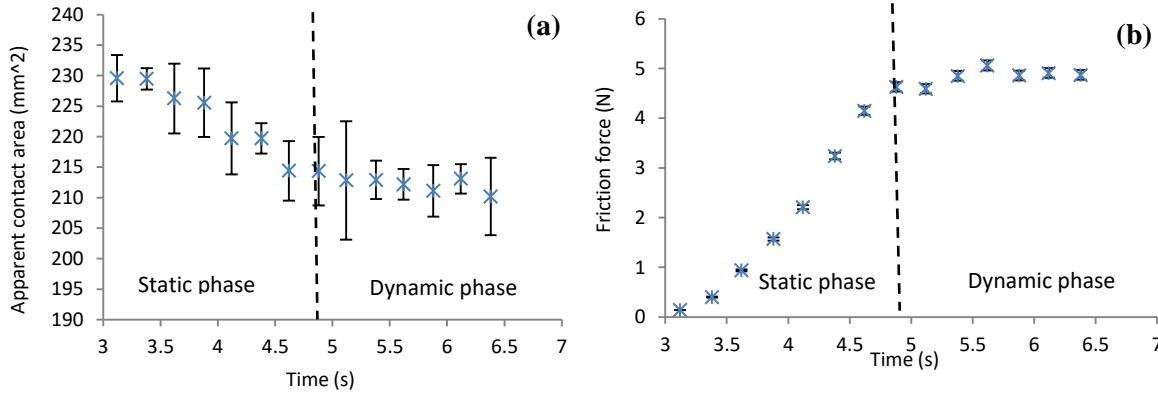 (a)
Apparent contact area (mm^2)
240
235
230
225
220
215
210
205
200
195
190
Static phase
Dynamic phase
3 3.5 4 4.5 5 5.5 6 6.5 7
Time (s)
(b)
Friction force (N)
6
5
4
3
2
1
0
Static phase
Dynamic phase
3 3.5 4 4.5 5 5.5 6 6.5 7
Time (s)